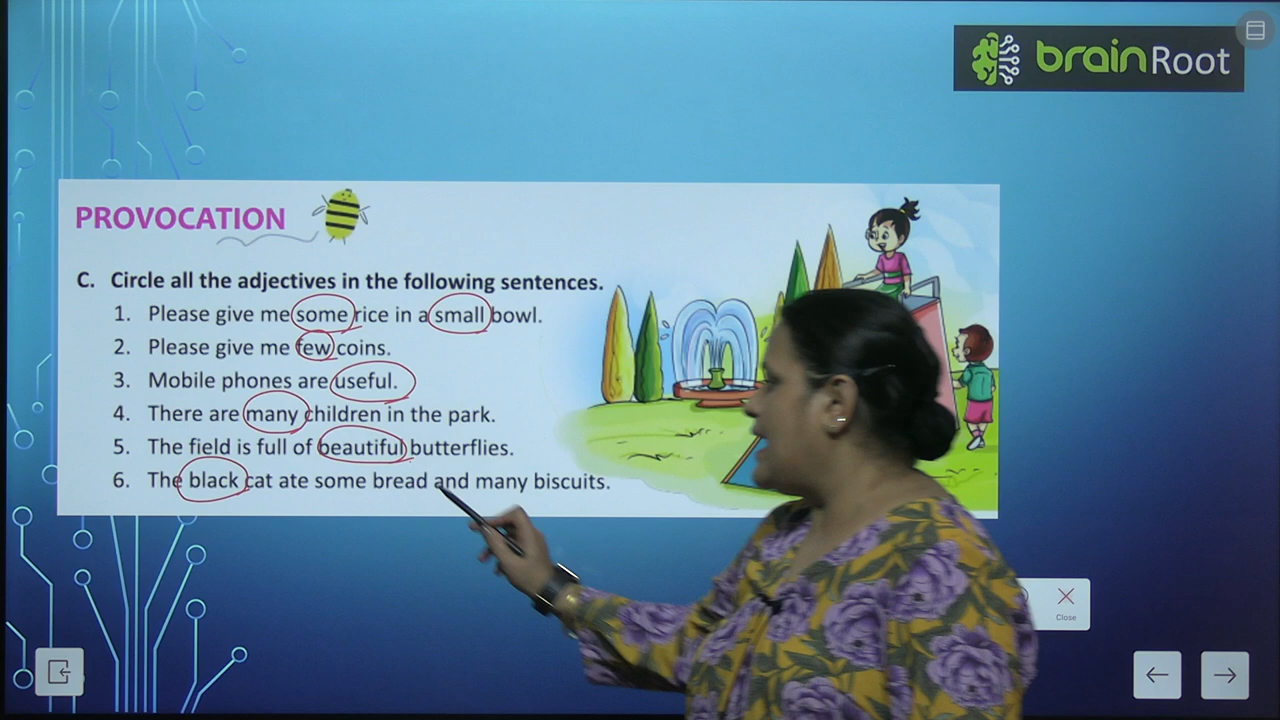 brainRoot
PROVOCATION
C. Circle all the adjectives in the following sentences.
1. Please give me some rice in a small bowl.
2. Please give me few coins.
3. Mobile phones are useful.
4. There are many children in the park.
5. The field is full of beautiful butterflies.
6. The black cat ate some bread and many biscuits.
Close